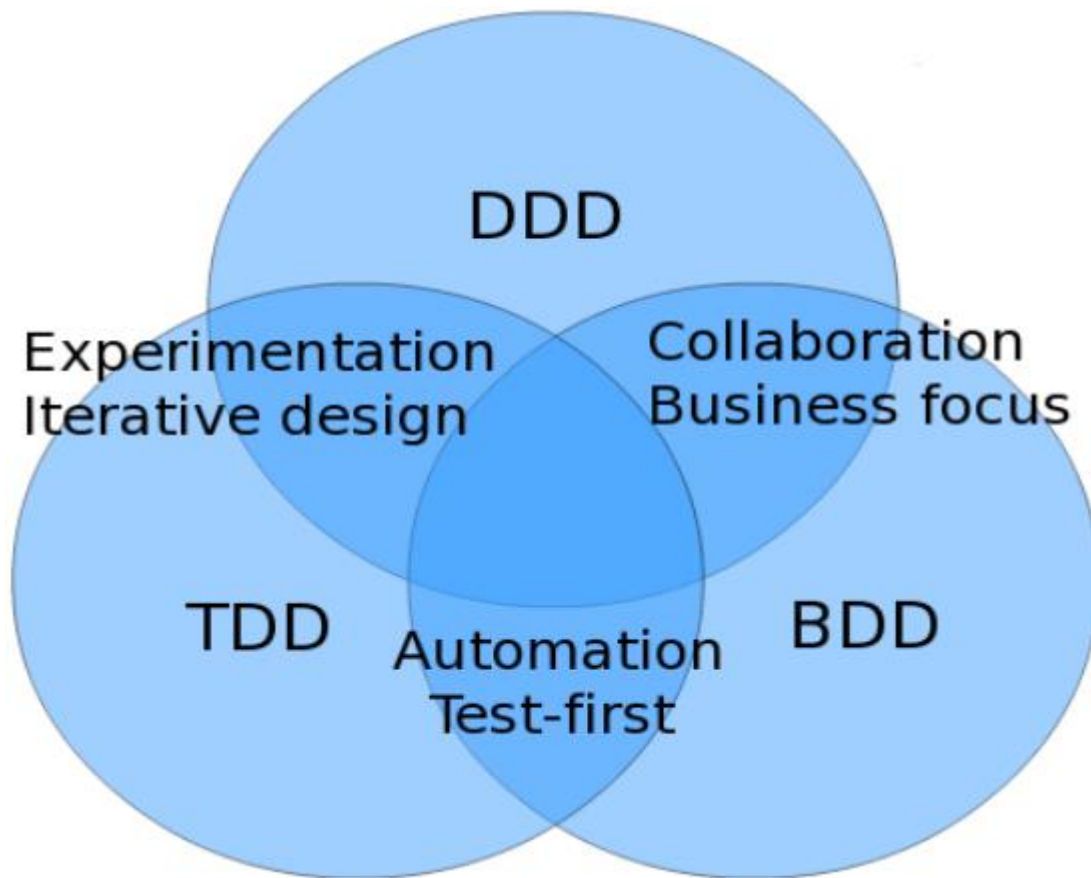 DDD
Experimentation
Iterative design
Collaboration
Business focus
TDD
BDD
Automation
Test-first